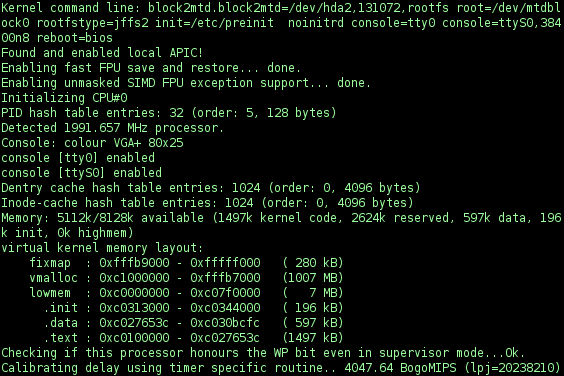 Kernel command line: block2mtd.block2mtd=/dev/hda2,131072,rootfs root=/dev/mtdbl
ock0 rootfstype=jffs2 init=/etc/preinit  noinitrd console=tty0 console=ttyS0,384
00n8 reboot=bios
Found and enabled local APIC!
Enabling fast FPU save and restore... done.
Enabling unmasked SIMD FPU exception support... done.
Initializing CPU#0
PID hash table entries: 32 (order: 5, 128 bytes)
Detected 1991.657 MHz processor.
Console: colour VGA+ 80x25
console [tty0] enabled
console [ttyS0] enabled
Dentry cache hash table entries: 1024 (order: 0, 4096 bytes)
Inode-cache hash table entries: 1024 (order: 0, 4096 bytes)
Memory: 5112k/8128k available (1497k kernel code, 2624k reserved, 597k data, 196
k init, 0k highmem)
virtual kernel memory layout:
    fixmap  : 0xfffb9000 - 0xfffff000   ( 280 kB)
    vmalloc : 0xc1000000 - 0xfffb7000   (1007 MB)
    lowmem  : 0xc0000000 - 0xc07f0000   (   7 MB)
      .init : 0xc0313000 - 0xc0344000   ( 196 kB)
      .data : 0xc027653c - 0xc030bcfc   ( 597 kB)
      .text : 0xc0100000 - 0xc027653c   (1497 kB)
Checking if this processor honours the WP bit even in supervisor mode...Ok.
Calibrating delay using timer specific routine.. 4047.64 BogoMIPS (lpj=20238210)